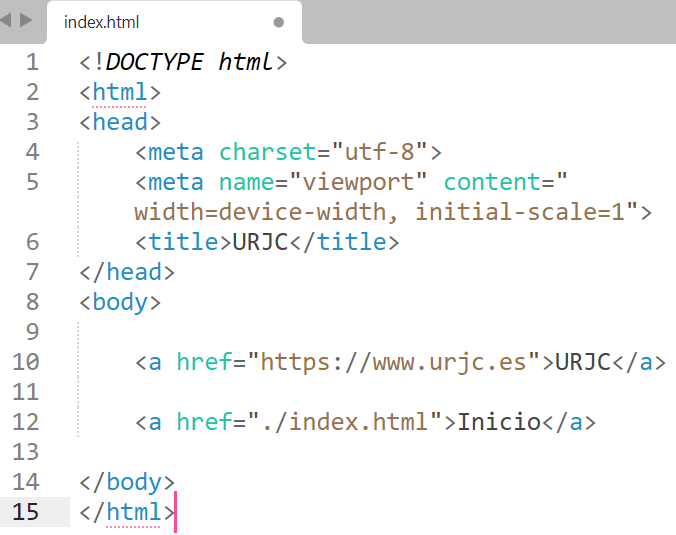 index.html
1 <!DOCTYPE html>
2 <html>
3 <head>
4     <meta charset="utf-8">
5     <meta name="viewport" content="
    width=device-width, initial-scale=1">
6     <title>URJC</title>
7 </head>
8 <body>
9
10     <a href="https://www.urjc.es">URJC</a>
11
12     <a href="./index.html">Inicio</a>
13
14 </body>
15 </html>